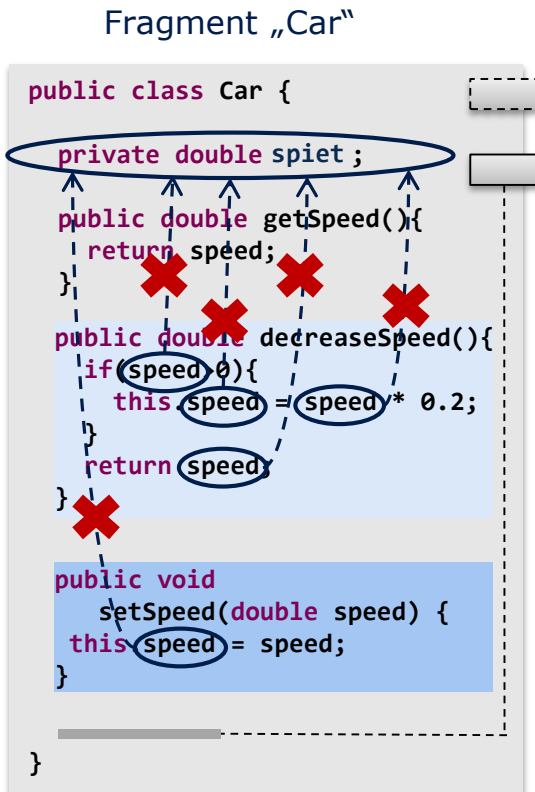 Fragment „Car“
public class Car {
private double spiet ;
public double getSpeed(){
return speed;
}
public double decreaseSpeed(){
if(speed>0){
this.speed = speed * 0.2;
}
return speed;
}
public void
setSpeed(double speed) {
this.speed = speed;
}
}